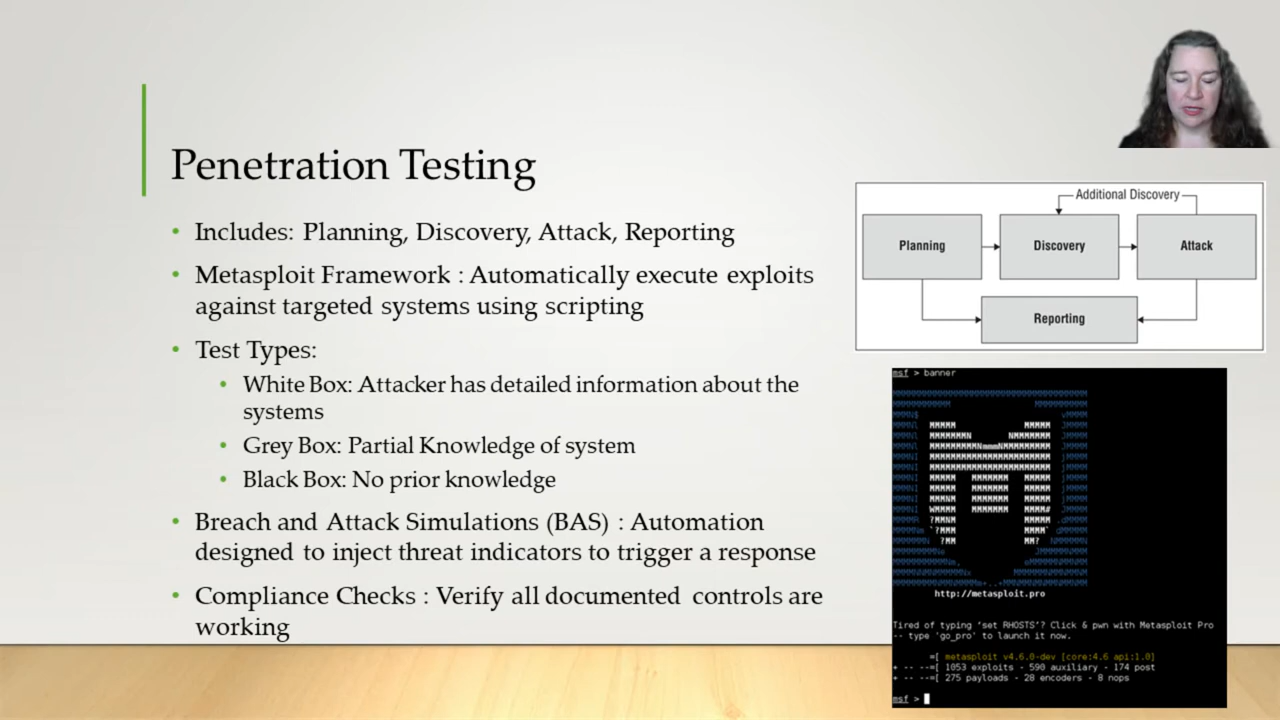 Penetration Testing
• Includes: Planning, Discovery, Attack, Reporting
• Metasploit Framework : Automatically execute exploits
against targeted systems using scripting
• Test Types:
• White Box: Attacker has detailed information about the
systems
• Grey Box: Partial Knowledge of system
• Black Box: No prior knowledge
• Breach and Attack Simulations (BAS) : Automation
designed to inject threat indicators to trigger a response
• Compliance Checks : Verify all documented controls are
working
Additional Discovery
Planning
Discovery
Attack
Reporting
msf > banner
http://metasploit.pro
Tired of typing 'set RHOSTS'? Click & pwn with Metasploit Pro
-- type 'go_pro' to launch it now.
=[ metasploit v4.6.0-dev [core:4.6 api:1.0]
+ -- --=[ 1053 exploits - 590 auxiliary - 174 post
+ -- --=[ 275 payloads - 28 encoders - 8 nops
msf >